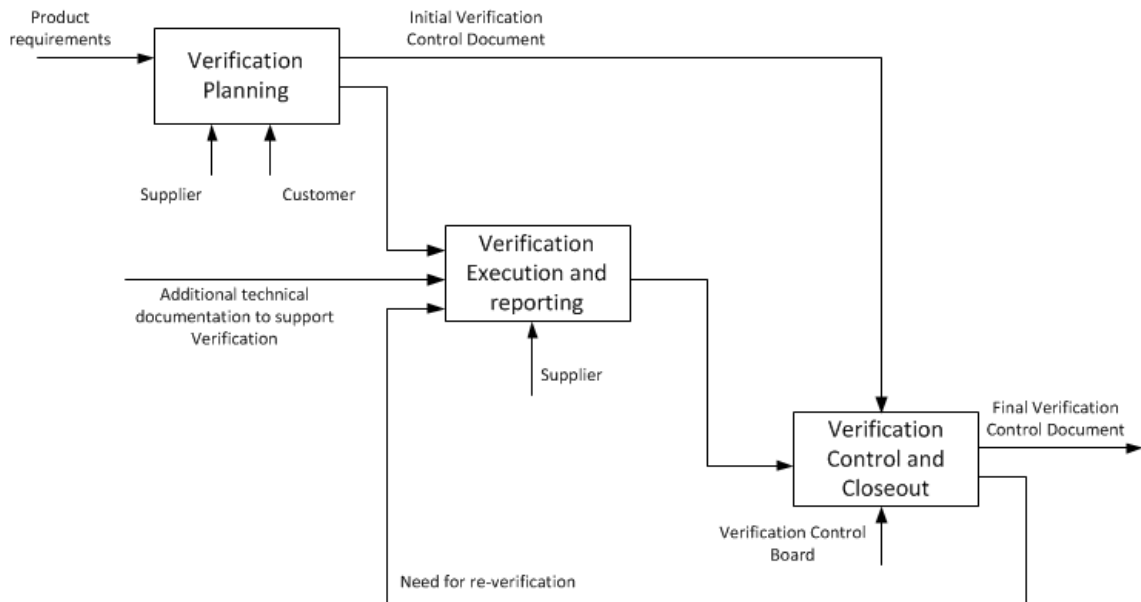 Product
requirements
Initial Verification
Control Document
Verification
Planning
Supplier
Customer
Verification
Execution and
reporting
Additional technical
documentation to support
Verification
Supplier
Final Verification
Control Document
Verification
Control and
Closeout
Verification Control
Board
Need for re-verification